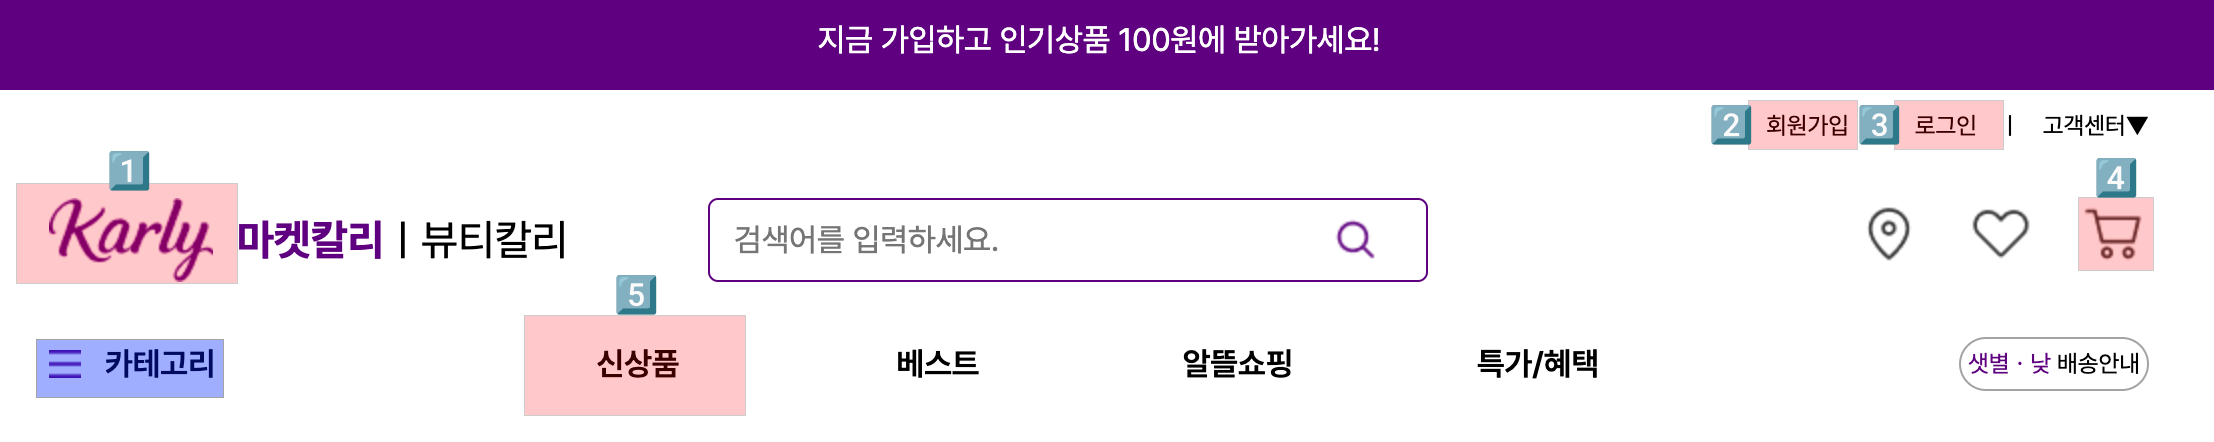 지금 가입하고 인기상품 100원에 받아가세요!
2 회원가입 3 로그인 | 고객센터▼
1 4
Karly 마켓칼리 | 뷰티칼리 검색어를 입력하세요.
5
카테고리 신상품 베스트 알뜰쇼핑 특가/혜택 샛별 · 낮 배송안내